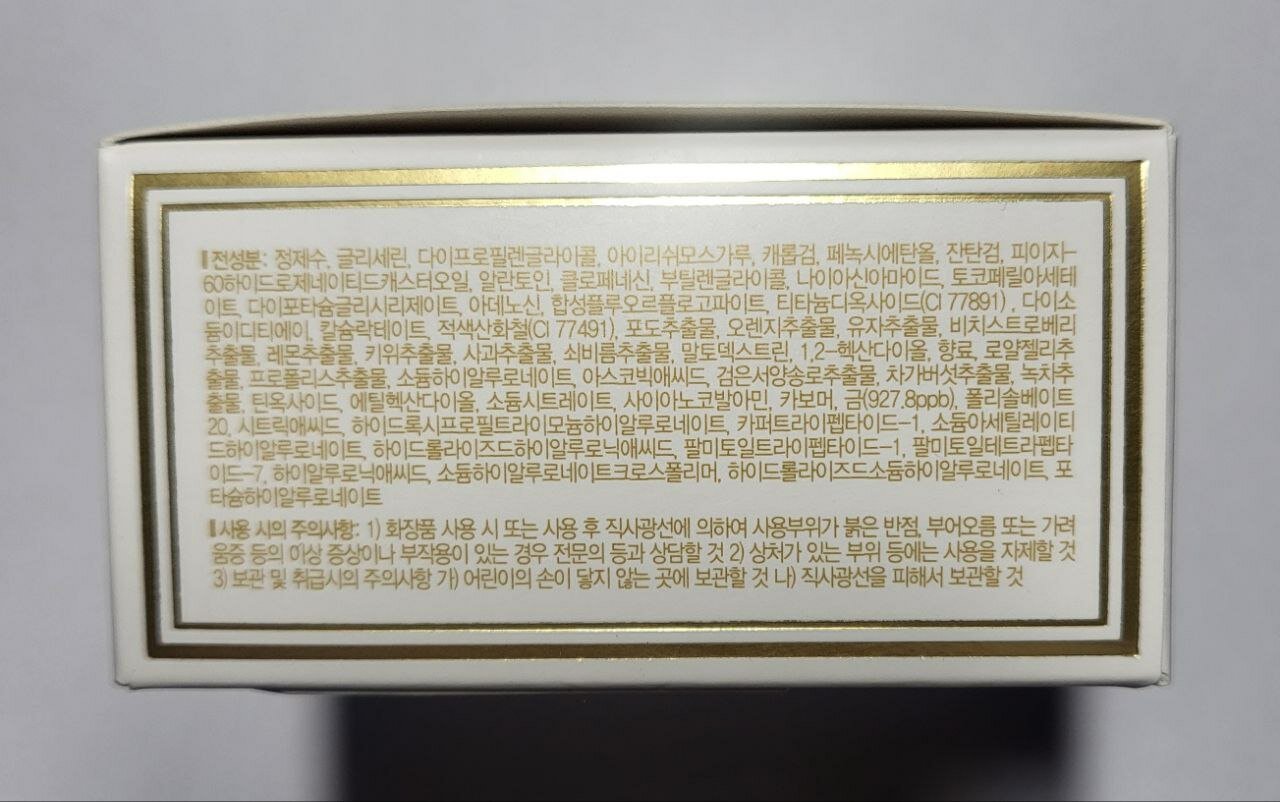 전성분: 정제수, 글리세린, 다이프로필렌글라이콜, 아이리쉬모스가루, 캐롭검, 페녹시에탄올, 잔탄검, 피이지-
60하이드로제네이티드캐스터오일, 알란토인, 클로페네신, 부틸렌글라이콜, 나이아신아마이드, 토코페릴아세테
이트, 다이포타슘글리시리제이트, 아데노신, 합성플루오르플로고파이트, 티타늄디옥사이드(CI 77891), 다이소
듐이디티에이, 칼슘락테이트, 적색산화철(CI 77491), 포도추출물, 오렌지추출물, 유자추출물, 비치스트로베리
추출물, 레몬추출물, 키위추출물, 사과추출물, 쇠비름추출물, 말토덱스트린, 1,2-헥산다이올, 향료, 로얄젤리추
출물, 프로폴리스추출물, 소듐하이알루로네이트, 아스코빅애씨드, 검은서양송로추출물, 차가버섯추출물, 녹차추
출물, 틴옥사이드, 에틸헥산다이올, 소듐시트레이트, 사이아노코발아민, 카보머, 금(927.8ppb), 폴리솔베이트
20, 시트릭애씨드, 하이드록시프로필트라이모늄하이알루로네이트, 카퍼트라이펩타이드-1, 소듐아세틸레이티
드하이알루로네이트, 하이드롤라이즈드하이알루로닉애씨드, 팔미토일트라이펩타이드-1, 팔미토일테트라펩타
이드-7, 하이알루로닉애씨드, 소듐하이알루로네이트크로스폴리머, 하이드롤라이즈드소듐하이알루로네이트, 포
타슘하이알루로네이트
사용 시의 주의사항: 1) 화장품 사용 시 또는 사용 후 직사광선에 의하여 사용부위가 붉은 반점, 부어오름 또는 가려
움증 등의 이상 증상이나 부작용이 있는 경우 전문의 등과 상담할 것 2) 상처가 있는 부위 등에는 사용을 자제할 것
3) 보관 및 취급시의 주의사항 가) 어린이의 손이 닿지 않는 곳에 보관할 것 나) 직사광선을 피해서 보관할 것